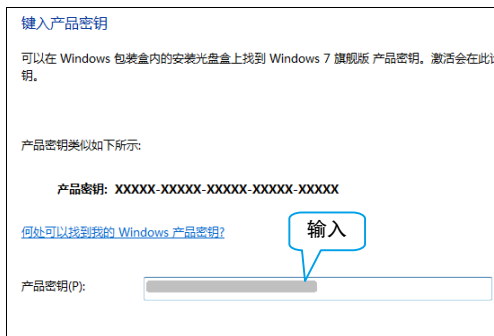 键入产品密钥
可以在 Windows 包装盒内的安装光盘盒上找到 Windows 7 旗舰版 产品密钥。激活会在此
钥。
产品密钥类似如下所示:
产品密钥: XXXXX-XXXXX-XXXXX-XXXXX-XXXXX
何处可以找到我的 Windows 产品密钥?
输入
产品密钥(P):